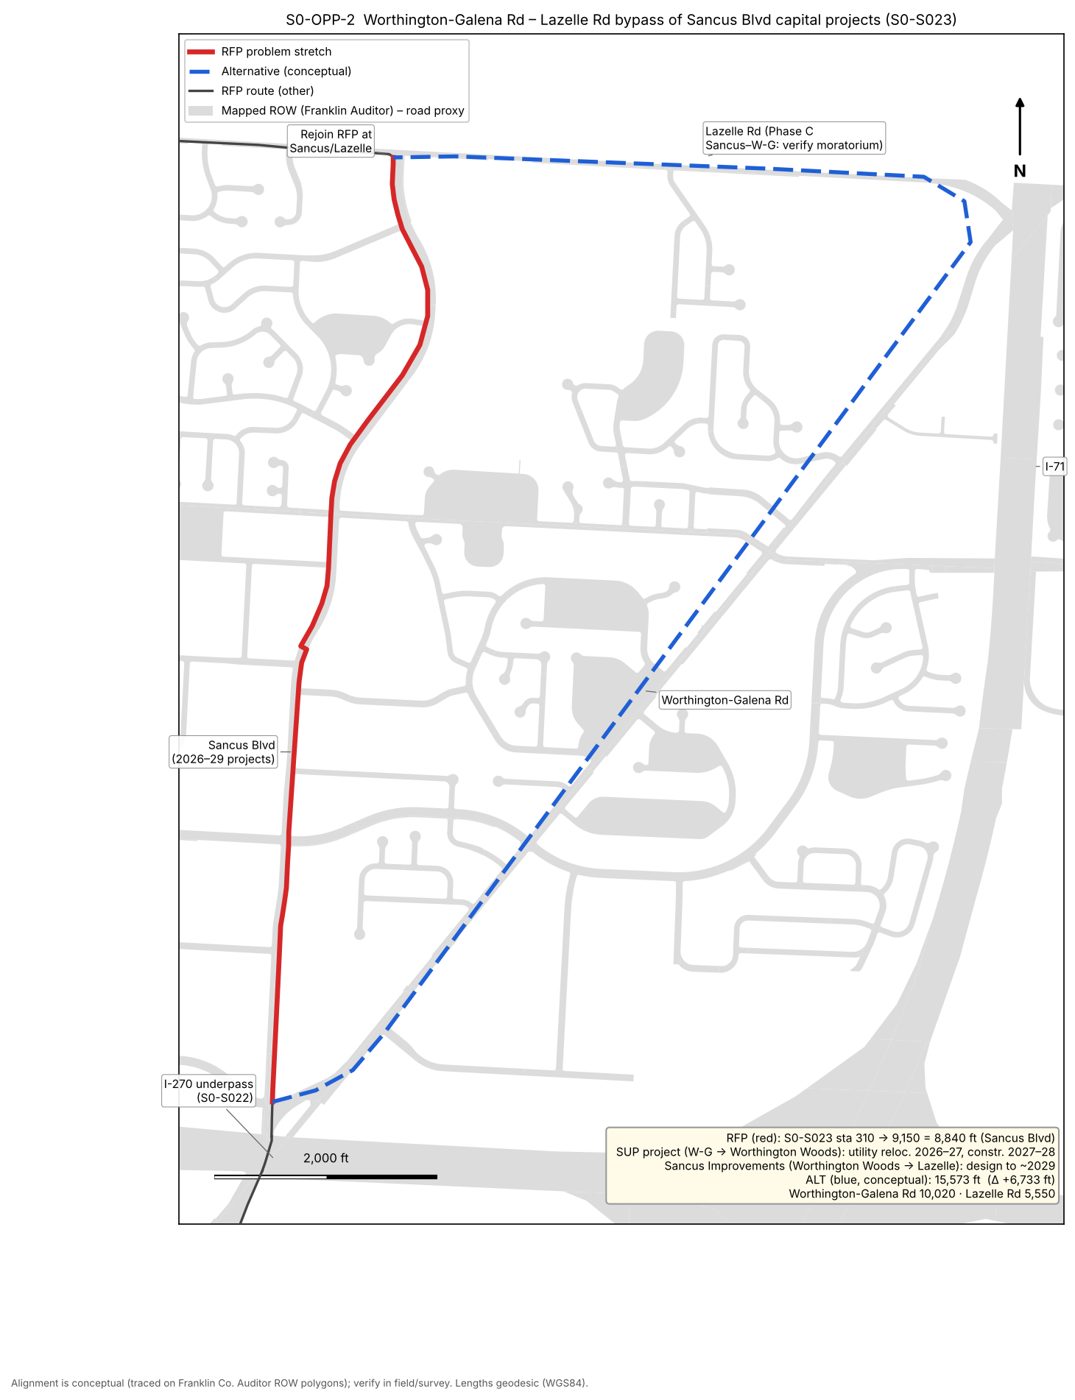 S0-OPP-2 Worthington-Galena Rd – Lazelle Rd bypass of Sancus Blvd capital projects (S0-S023)
RFP problem stretch
Alternative (conceptual)
RFP route (other)
Mapped ROW (Franklin Auditor) – road proxy
Rejoin RFP at
Sancus/Lazelle
Lazelle Rd (Phase C
Sancus–W-G: verify moratorium)
N
I-71
Worthington-Galena Rd
Sancus Blvd
(2026–29 projects)
I-270 underpass
(S0-S022)
2,000 ft
RFP (red): S0-S023 sta 310 → 9,150 = 8,840 ft (Sancus Blvd)
SUP project (W-G → Worthington Woods): utility reloc. 2026–27, constr. 2027–28
Sancus Improvements (Worthington Woods → Lazelle): design to ~2029
ALT (blue, conceptual): 15,573 ft (Δ +6,733 ft)
Worthington-Galena Rd 10,020 · Lazelle Rd 5,550
Alignment is conceptual (traced on Franklin Co. Auditor ROW polygons); verify in field/survey. Lengths geodesic (WGS84).